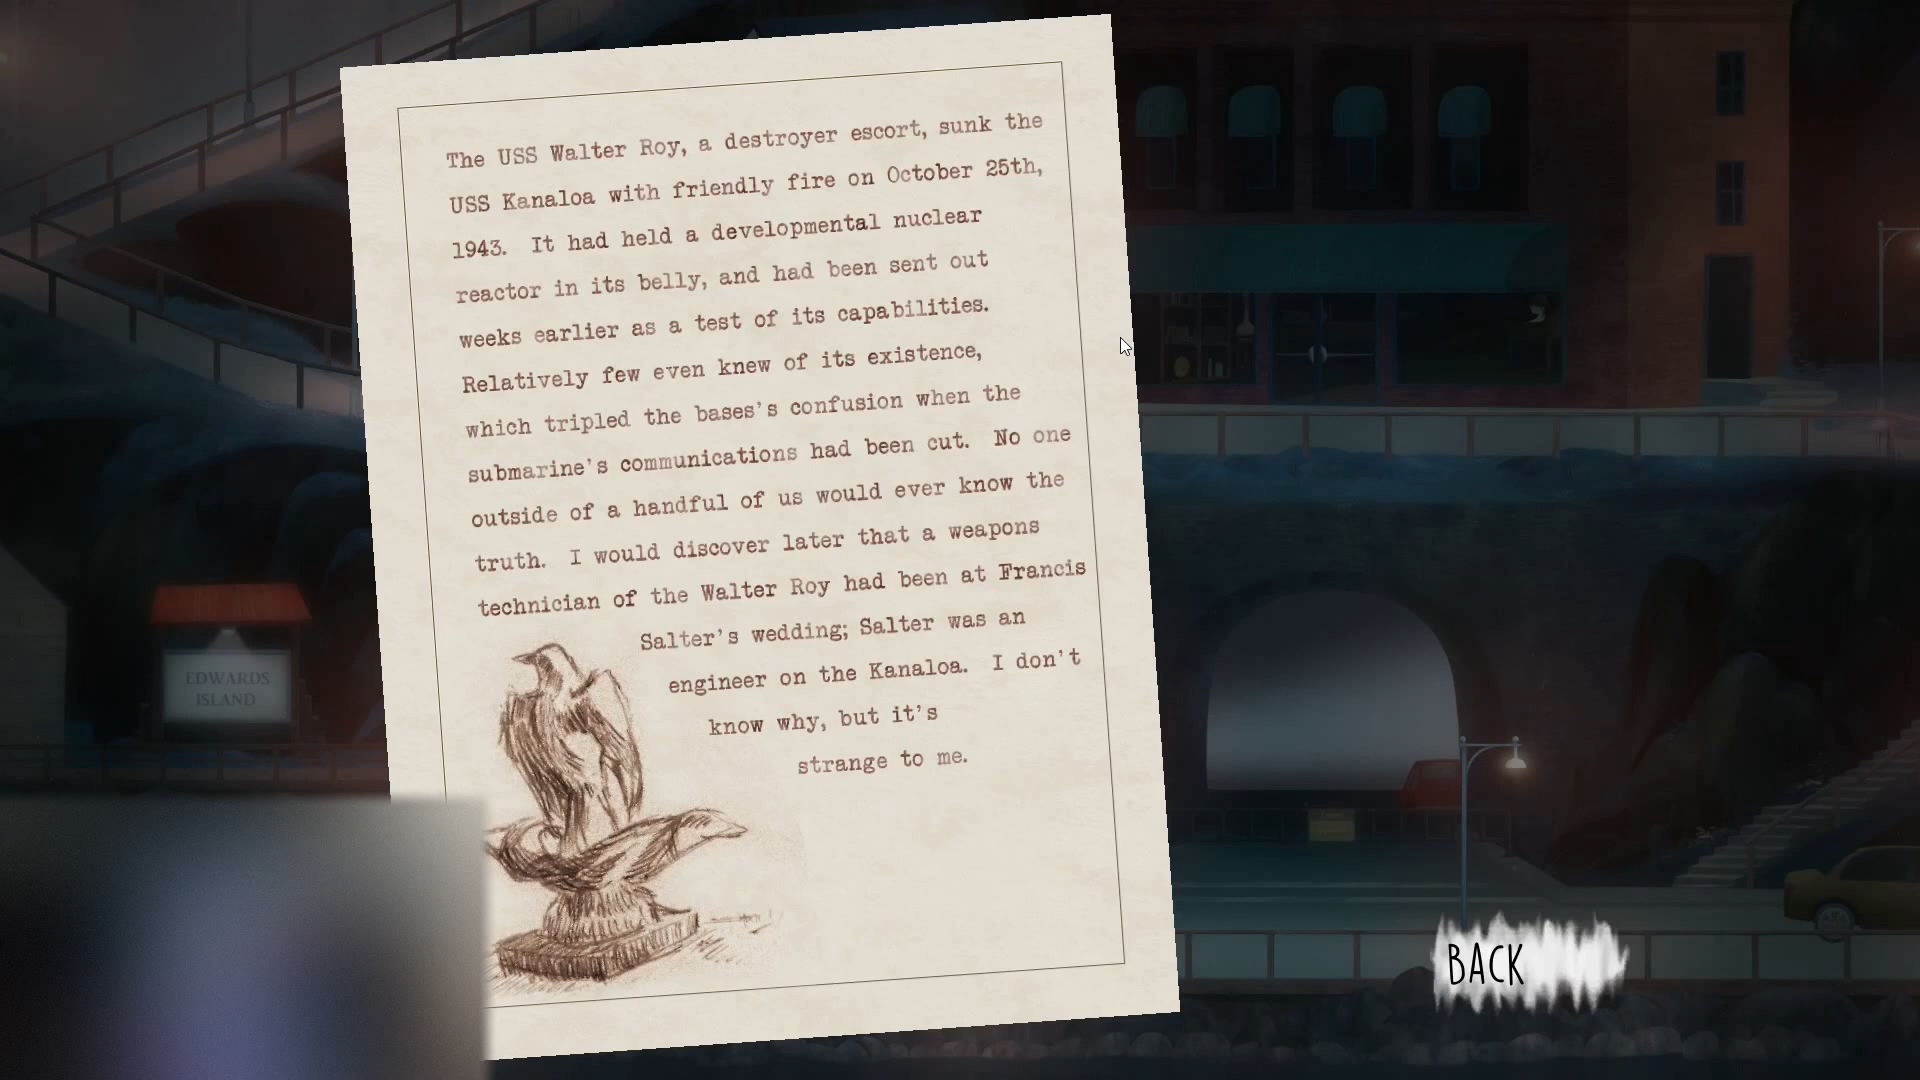 The USS Walter Roy, a destroyer escort, sunk the
USS Kanaloa with friendly fire on October 25th,
1943.  It had held a developmental nuclear
reactor in its belly, and had been sent out
weeks earlier as a test of its capabilities.
Relatively few even knew of its existence,
which tripled the bases's confusion when the
submarine's communications had been cut.  No one
outside of a handful of us would ever know the
truth.  I would discover later that a weapons
technician of the Walter Roy had been at Francis
Salter's wedding; Salter was an
engineer on the Kanaloa.  I don't
know why, but it's
strange to me.
EDWARDS
ISLAND
BACK